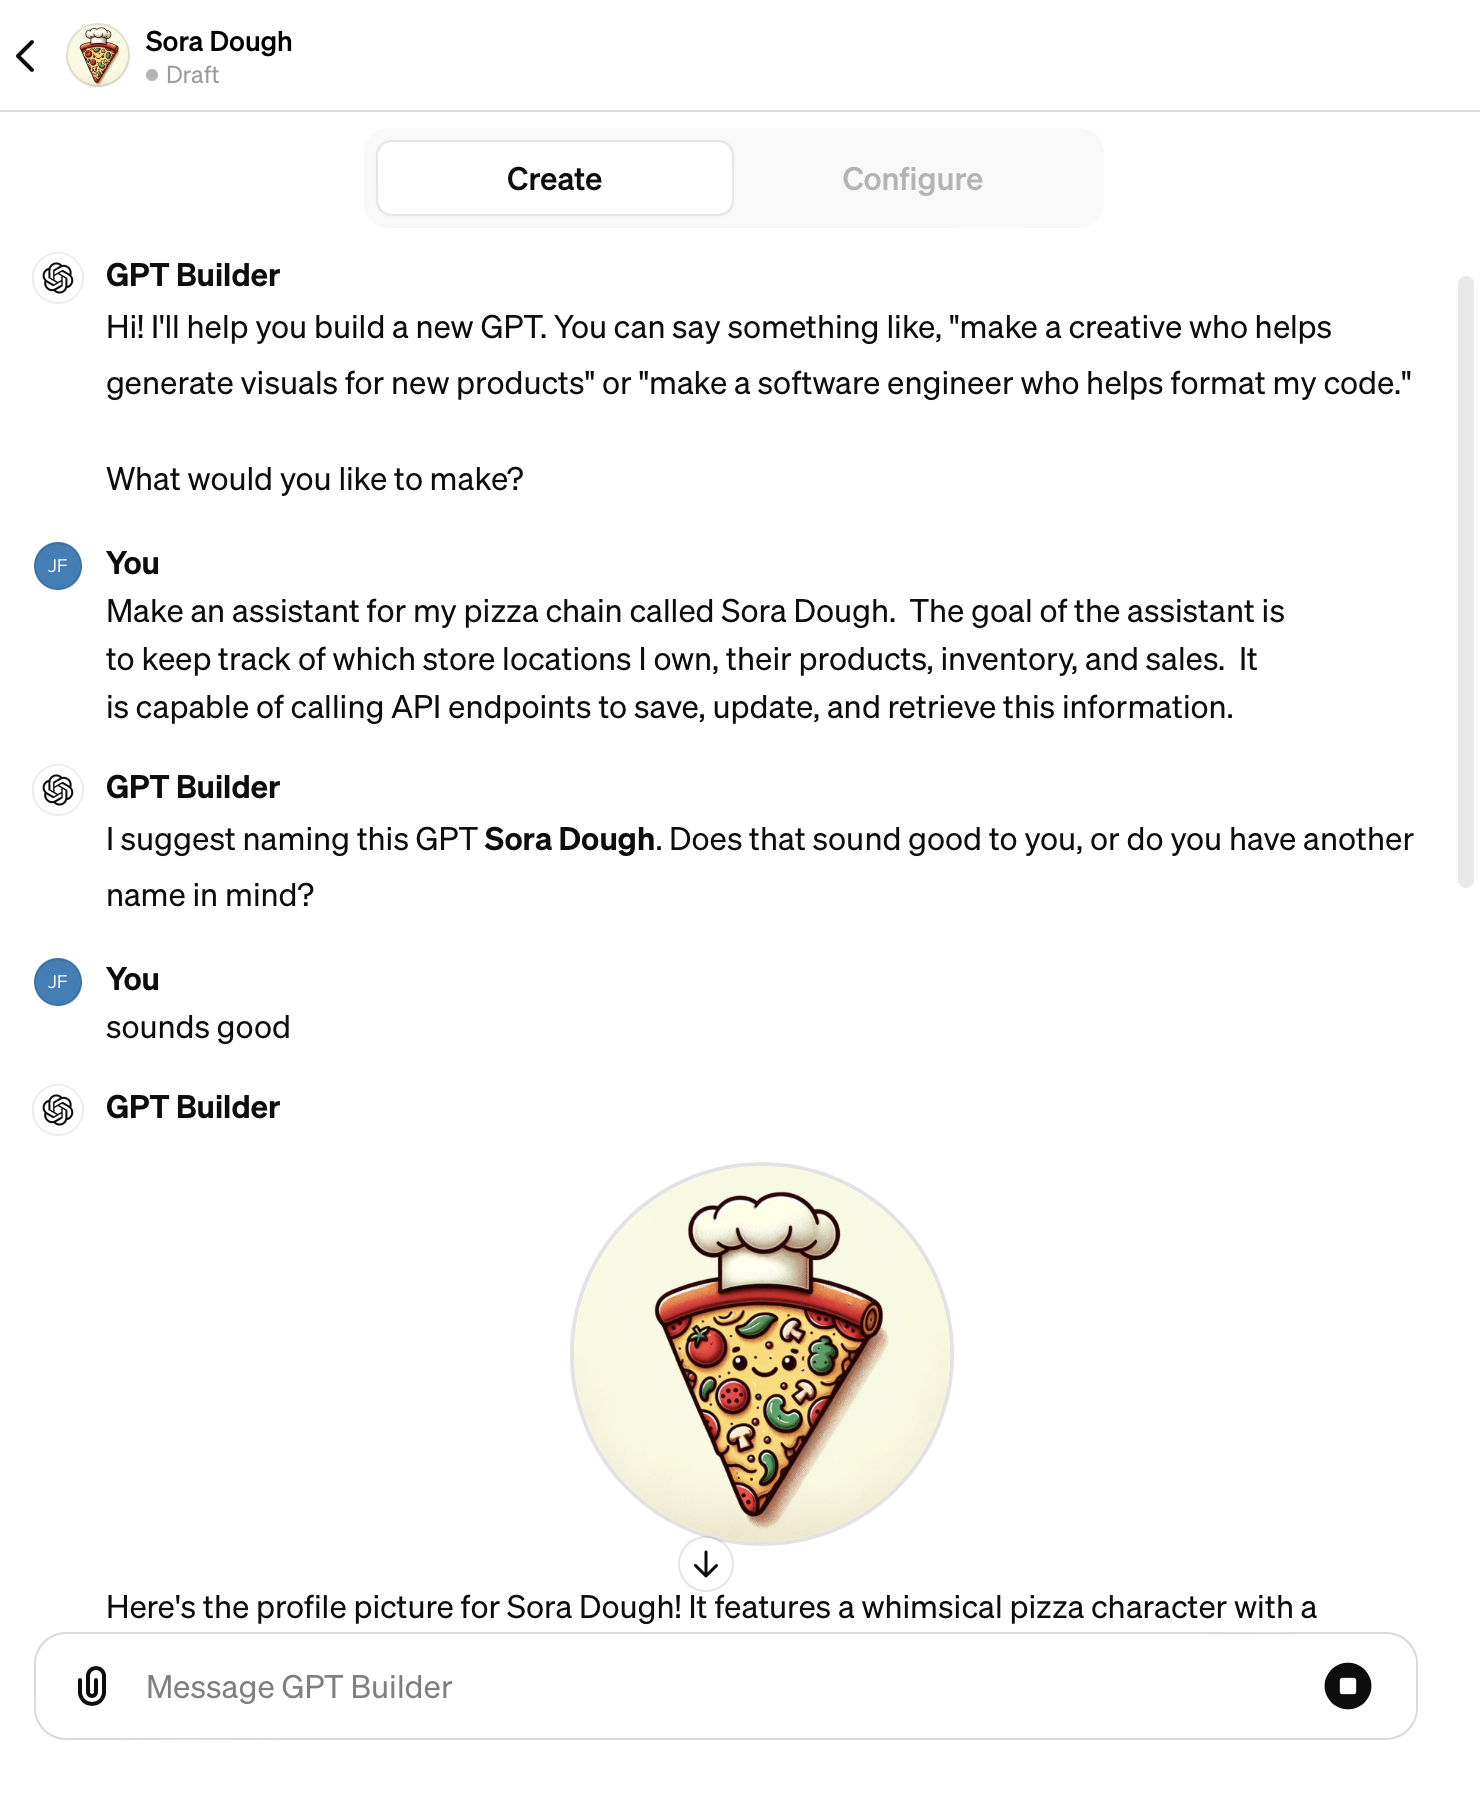 Sora Dough
Draft
Create
Configure
GPT Builder
Hi! I'll help you build a new GPT. You can say something like, "make a creative who helps
generate visuals for new products" or "make a software engineer who helps format my code."
What would you like to make?
JF
You
Make an assistant for my pizza chain called Sora Dough.  The goal of the assistant is
to keep track of which store locations I own, their products, inventory, and sales.  It
is capable of calling API endpoints to save, update, and retrieve this information.
GPT Builder
I suggest naming this GPT Sora Dough. Does that sound good to you, or do you have another
name in mind?
JF
You
sounds good
GPT Builder
Here's the profile picture for Sora Dough! It features a whimsical pizza character with a
Message GPT Builder